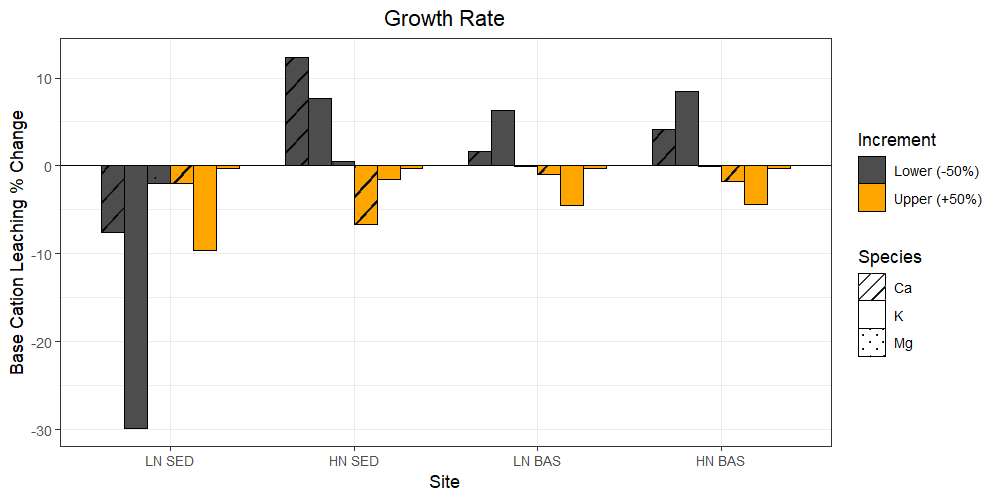 Growth Rate
Base Cation Leaching % Change
10
0
-10
-20
-30
LN SED
HN SED
LN BAS
HN BAS
Site
Increment
Lower (-50%)
Upper (+50%)
Species
Ca
K
Mg